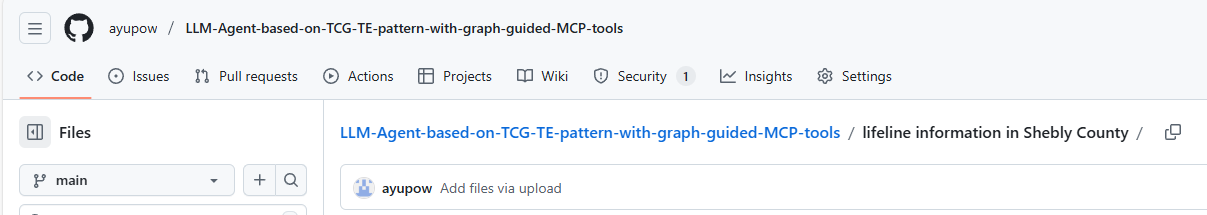 ayupow / LLM-Agent-based-on-TCG-TE-pattern-with-graph-guided-MCP-tools
Code Issues Pull requests Actions Projects Wiki Security 1 Insights Settings
Files
LLM-Agent-based-on-TCG-TE-pattern-with-graph-guided-MCP-tools / lifeline information in Shebly County /
main
ayupow Add files via upload